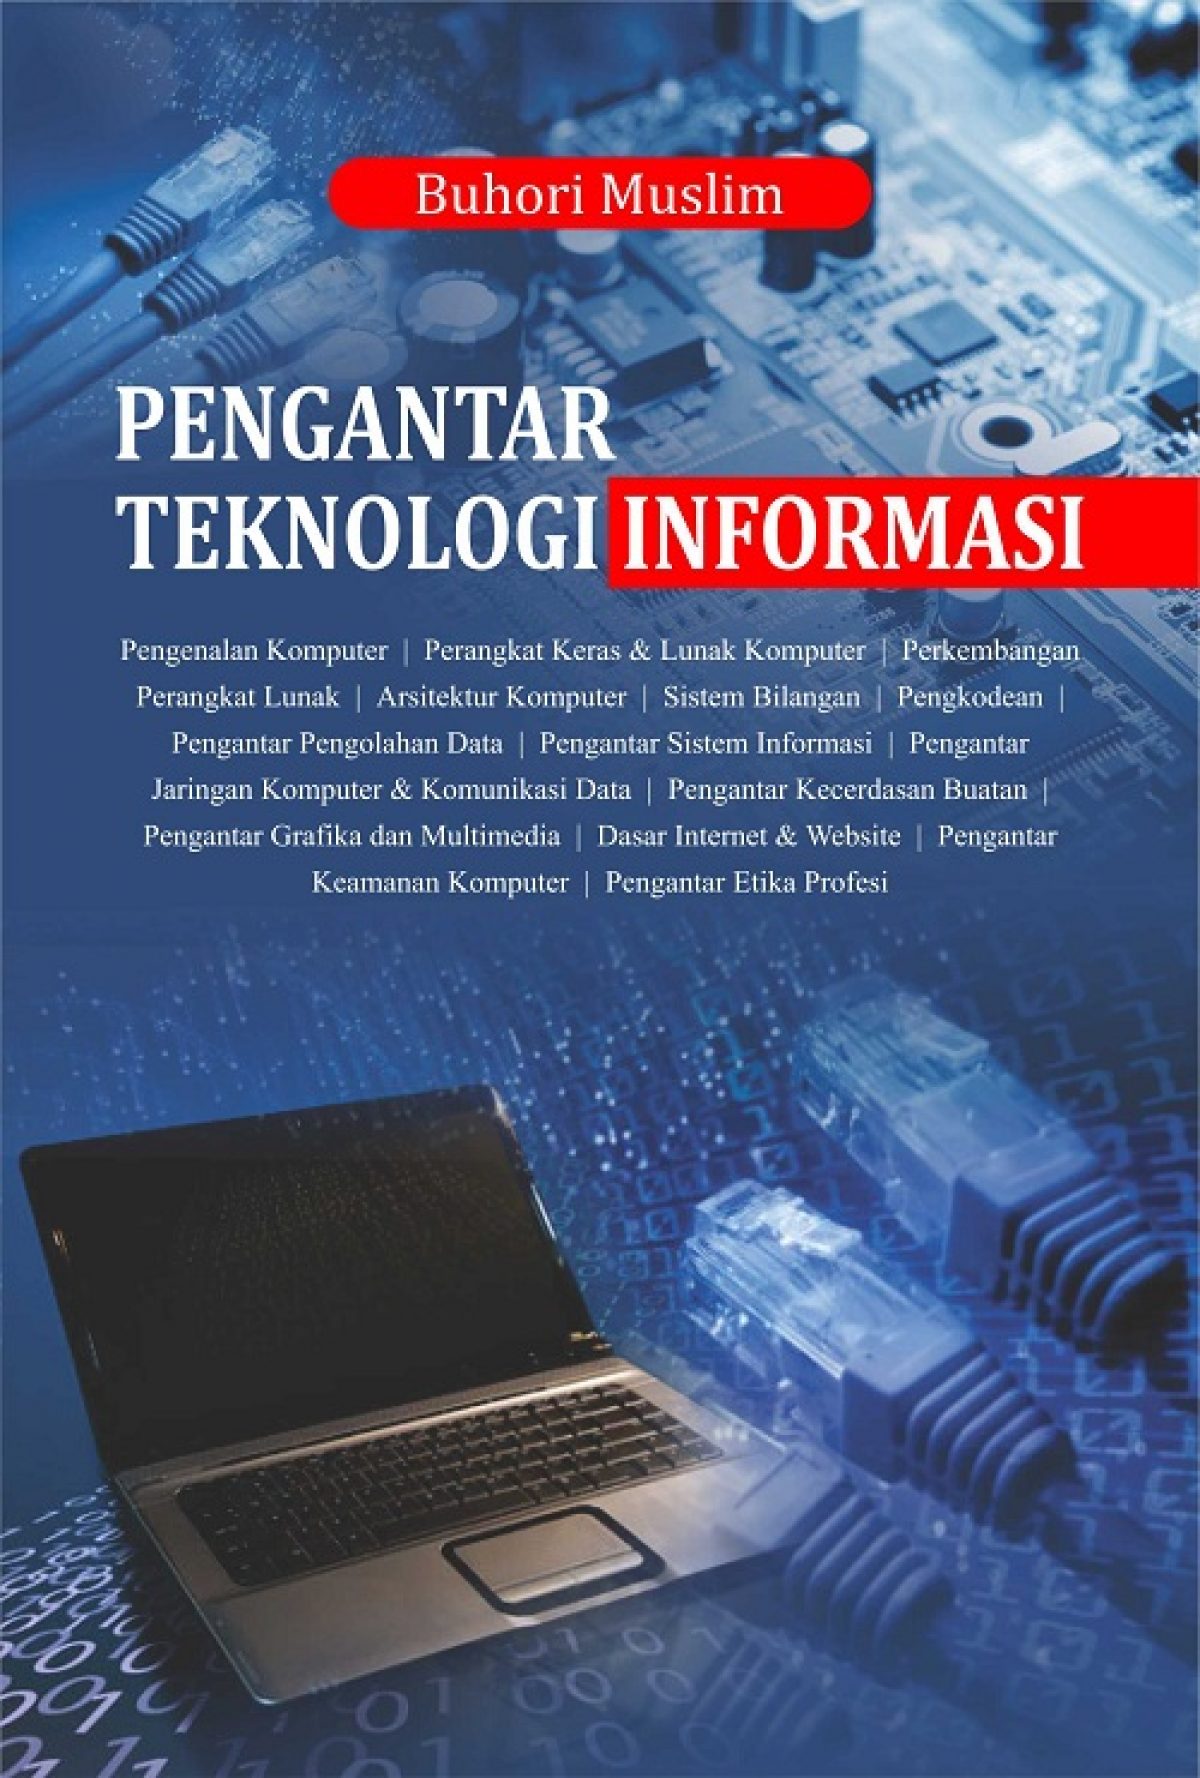 Buhori Muslim
PENGANTAR
TEKNOLOGI INFORMASI
Pengenalan Komputer | Perangkat Keras & Lunak Komputer | Perkembangan
Perangkat Lunak | Arsitektur Komputer | Sistem Bilangan | Pengkodean |
Pengantar Pengolahan Data | Pengantar Sistem Informasi | Pengantar
Jaringan Komputer & Komunikasi Data | Pengantar Kecerdasan Buatan |
Pengantar Grafika dan Multimedia | Dasar Internet & Website | Pengantar
Keamanan Komputer | Pengantar Etika Profesi